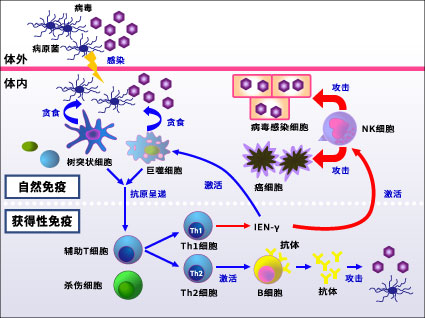 病毒
病原菌
感染
体外
体内
贪食
贪食
树突状细胞
巨噬细胞
病毒感染细胞
攻击
NK细胞
攻击
癌细胞
自然免疫
抗原呈递
激活
激活
获得性免疫
辅助T细胞
Th1
Th1细胞
IEN-γ
抗体
杀伤细胞
Th2
Th2细胞
激活
B细胞
抗体
攻击